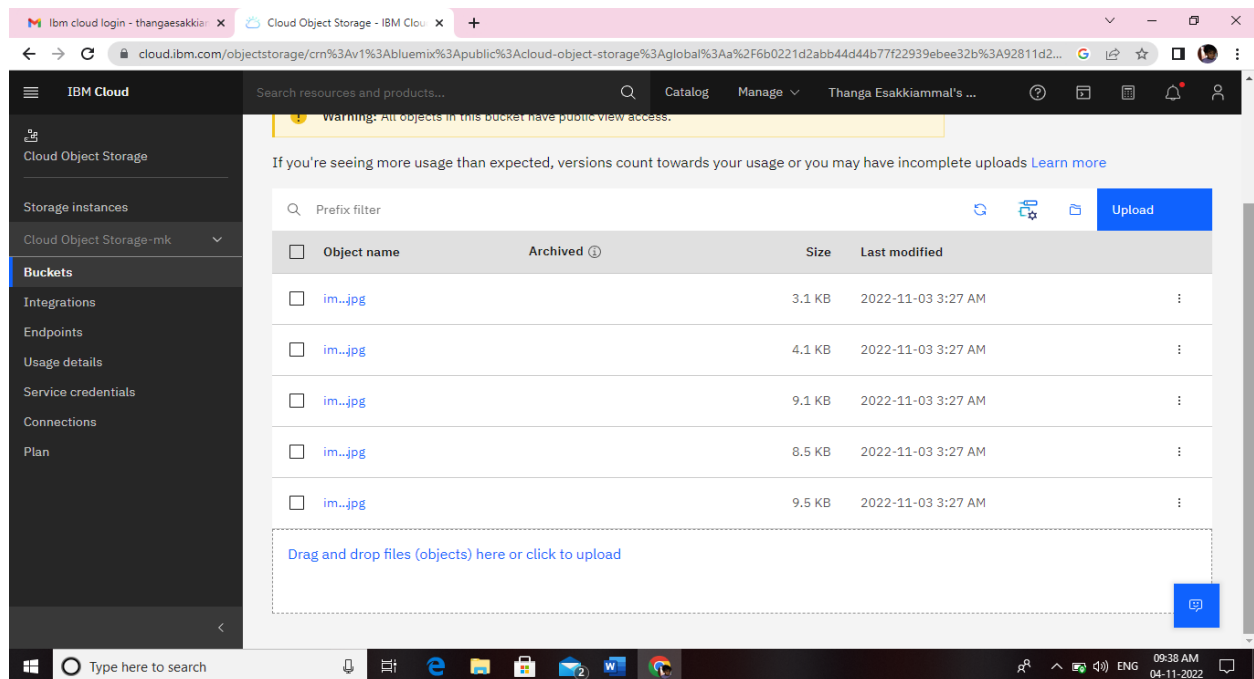 Ibm cloud login - thangaesakkiar
Cloud Object Storage - IBM Clou
cloud.ibm.com/objectstorage/crn%3Av1%3Abluemix%3Apublic%3Acloud-object-storage%3Aglobal%3Aa%2F6b0221d2abb44d44b77f22939ebee32b%3A92811d2...
IBM Cloud
Search resources and products...
Catalog
Manage
Thanga Esakkiammal's ...
Cloud Object Storage
Storage instances
Cloud Object Storage-mk
Buckets
Integrations
Endpoints
Usage details
Service credentials
Connections
Plan
Warning: All objects in this bucket have public view access.
If you're seeing more usage than expected, versions count towards your usage or you may have incomplete uploads Learn more
Prefix filter
Upload
Object name Archived Size Last modified
im...jpg 3.1 KB 2022-11-03 3:27 AM
im...jpg 4.1 KB 2022-11-03 3:27 AM
im...jpg 9.1 KB 2022-11-03 3:27 AM
im...jpg 8.5 KB 2022-11-03 3:27 AM
im...jpg 9.5 KB 2022-11-03 3:27 AM
Drag and drop files (objects) here or click to upload
Type here to search
2
W
ENG
09:38 AM
04-11-2022